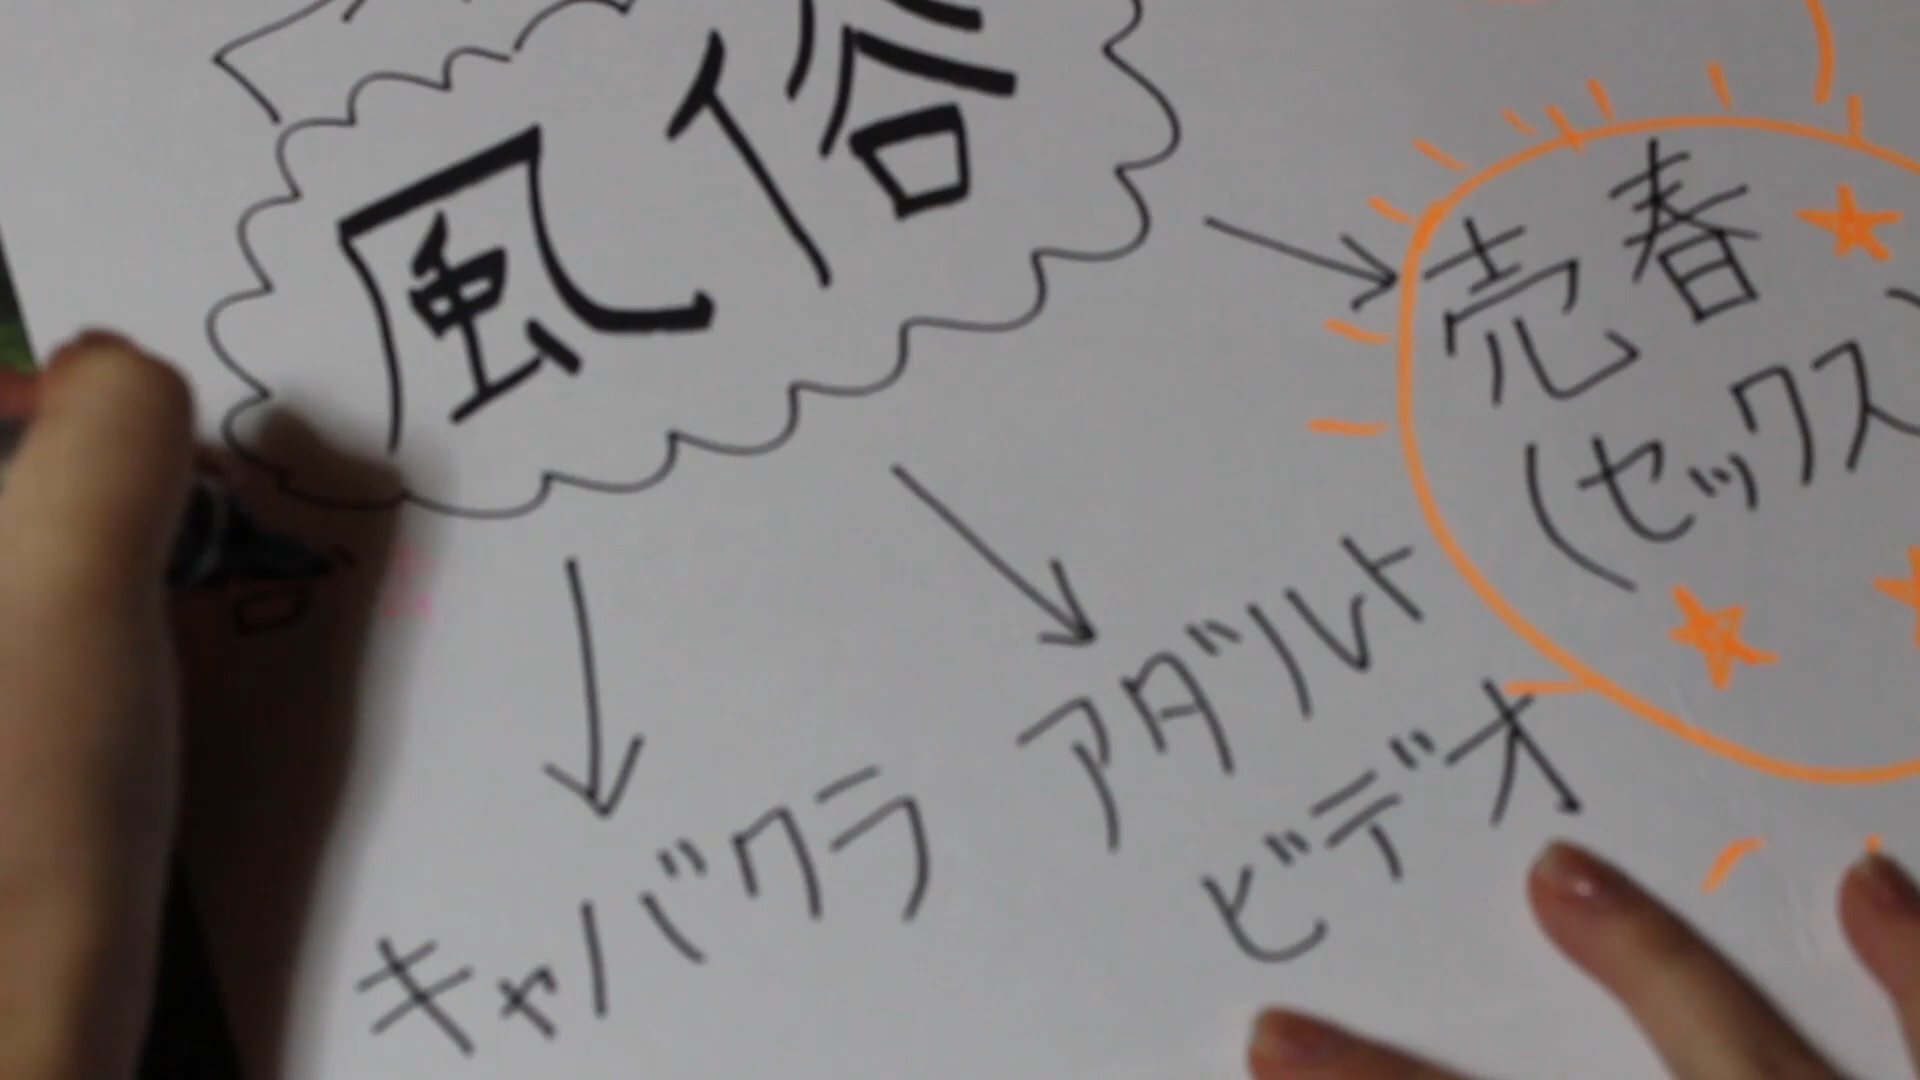 風俗
売春
(セックス
アダルト
ビデオ
キャバクラ